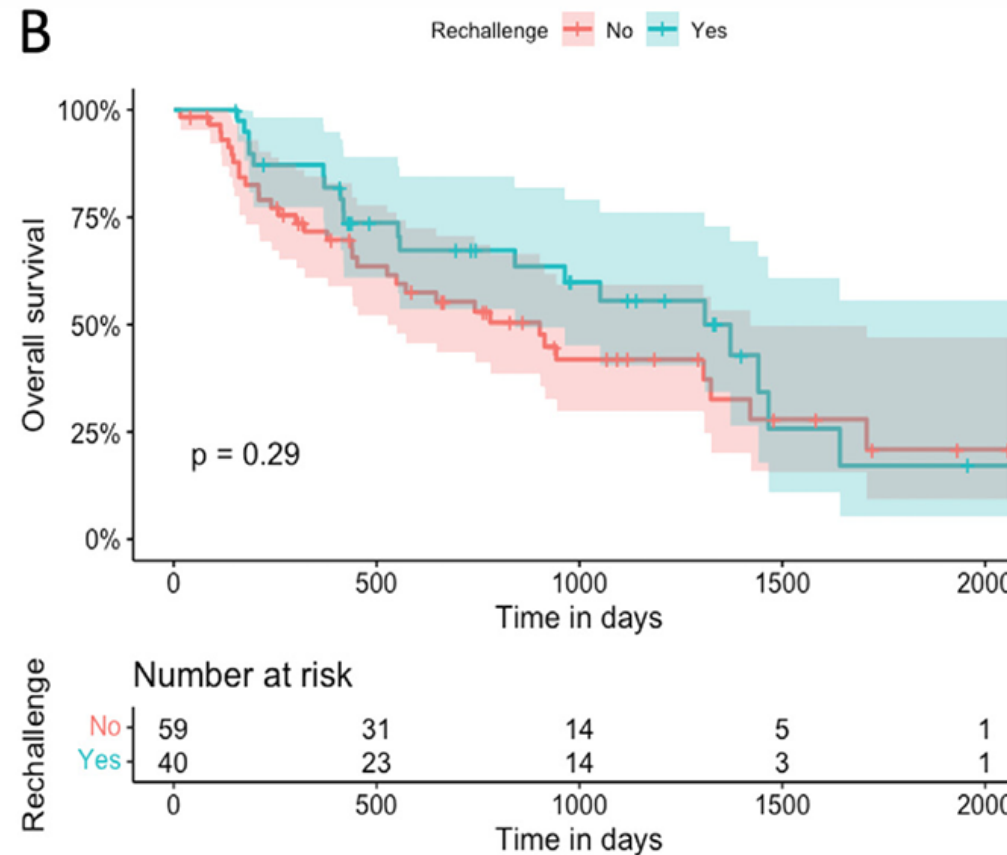 B
Rechallenge No Yes
Overall survival
100%
75%
50%
25%
0%
p = 0.29
0 500 1000 1500 2000
Time in days
Number at risk
Rechallenge
No 59 31 14 5 1
Yes 40 23 14 3 1
0 500 1000 1500 2000
Time in days